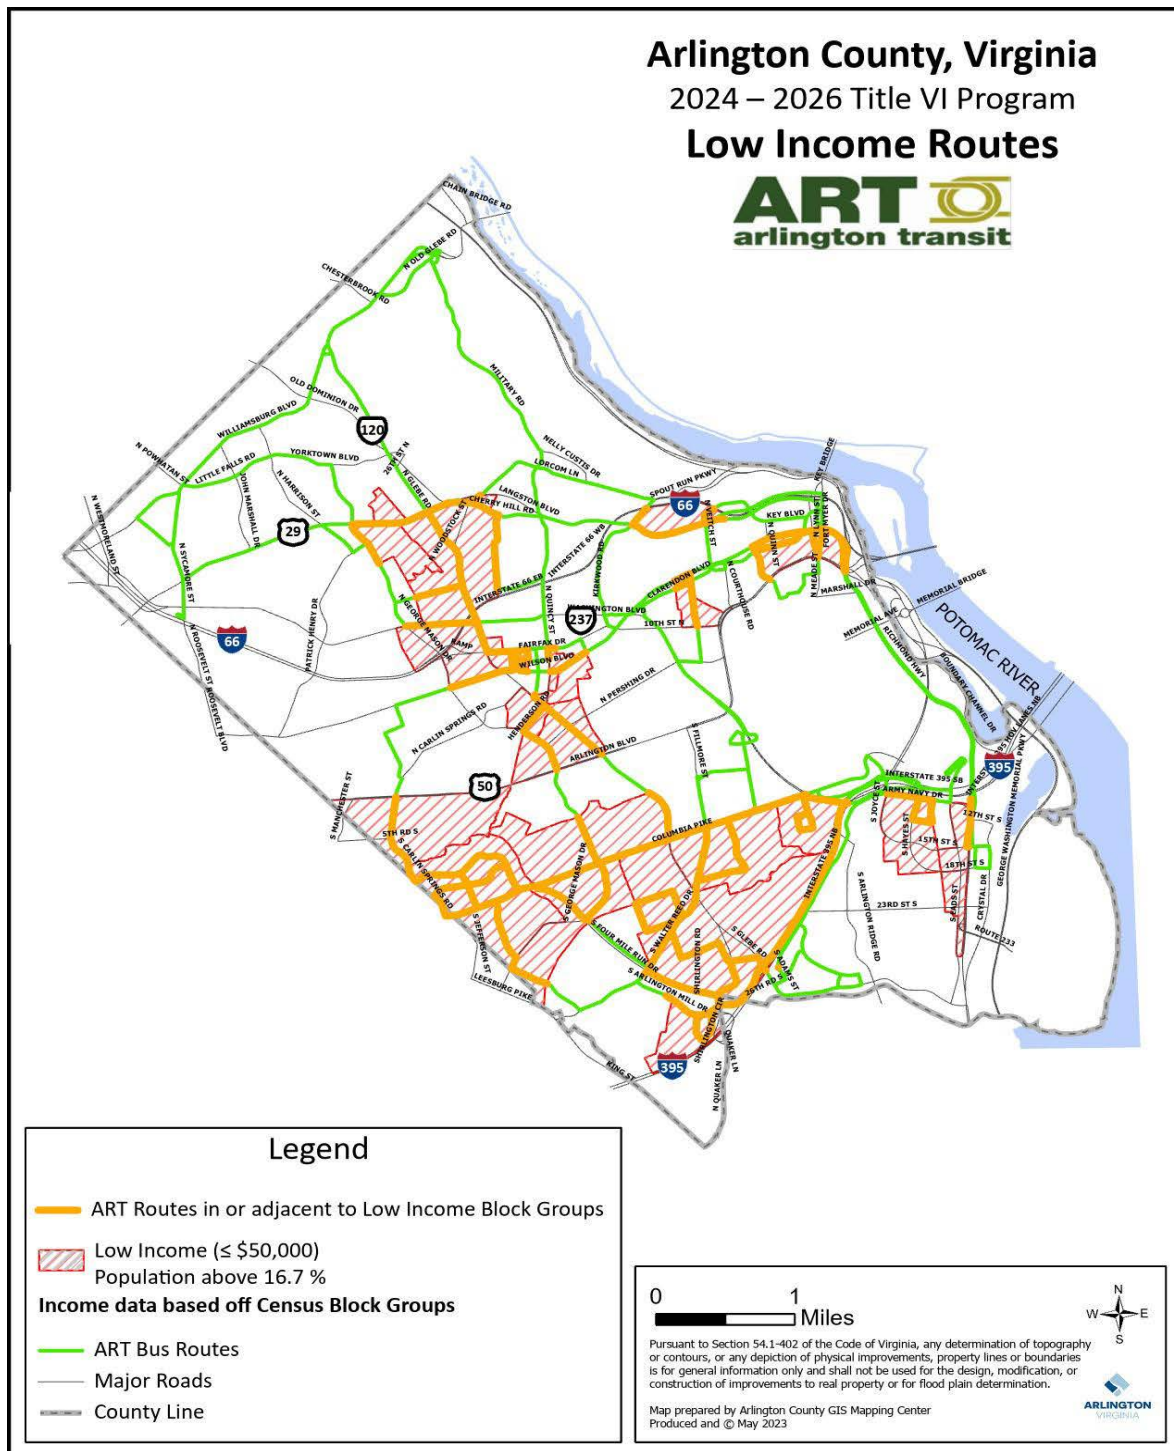 Arlington County, Virginia
2024 – 2026 Title VI Program
Low Income Routes
ART
arlington transit
CHAIN BRIDGE RD
N OLD GLEBE RD
CHESTERBROOK RD
MILITARY RD
OLD DOMINION DR
WILLIAMSBURG BLVD
120
26TH ST N
N POWHATAN ST
LITTLE FALLS RD
YORKTOWN BLVD
NELLY CUSTIS DR
LORCOM LN
KEY BRIDGE
JOHN MARSHALL DR
N HARRISON ST
N GLEBE RD
LANGSTON BLVD
CHERRY HILL RD
SPOUT RUN PKWY
66
N WESTMORELAND ST
29
N WOODSTOCK ST
N VEITCH ST
KEY BLVD
N QUINN ST
N LYNN ST
FORT MYER DR
N SYCAMORE ST
INTERSTATE 66 WB
INTERSTATE 66 EB
KIRKWOOD RD
CLARENDON BLVD
N COURTHOUSE RD
N MEADE ST
MARSHALL DR
MEMORIAL BRIDGE
N QUINCY ST
WASHINGTON BLVD
237
10TH ST N
MEMORIAL AVE
POTOMAC RIVER
66
N ROOSEVELT ST
ROOSEVELT BLVD
PATRICK HENRY DR
N GEORGE MASON DR
RAMP
FAIRFAX DR
WILSON BLVD
RICHMOND HWY
BOUNDARY CHANNEL DR
N PERSHING DR
N CARLIN SPRINGS RD
HENDERSON RD
ARLINGTON BLVD
S FILLMORE ST
50
S MANCHESTER ST
INTERSTATE 395 SB
ARMY NAVY DR
395
GEORGE WASHINGTON MEMORIAL PKWY
5TH RD S
S CARLIN SPRINGS RD
COLUMBIA PIKE
S GEORGE MASON DR
INTERSTATE 395 NB
S JOYCE ST
S HAYES ST
12TH ST S
15TH ST S
18TH ST S
S EADS ST
CRYSTAL DR
23RD ST S
ROUTE 233
S ARLINGTON RIDGE RD
S WALTER REED DR
S JEFFERSON ST
S FOUR MILE RUN DR
SHIRLINGTON RD
S GLEBE RD
S ADAMS ST
26TH RD S
LEESBURG PIKE
S ARLINGTON MILL DR
SHIRLINGTON CIR
KING ST
395
QUAKER LN
N QUAKER LN
Legend
ART Routes in or adjacent to Low Income Block Groups
Low Income (≤ $50,000)
Population above 16.7 %
Income data based off Census Block Groups
ART Bus Routes
Major Roads
County Line
0 1
Miles
N
W E
S
Pursuant to Section 54.1-402 of the Code of Virginia, any determination of topography
or contours, or any depiction of physical improvements, property lines or boundaries
is for general information only and shall not be used for the design, modification, or
construction of improvements to real property or for flood plain determination.
Map prepared by Arlington County GIS Mapping Center
Produced and © May 2023
ARLINGTON
VIRGINIA